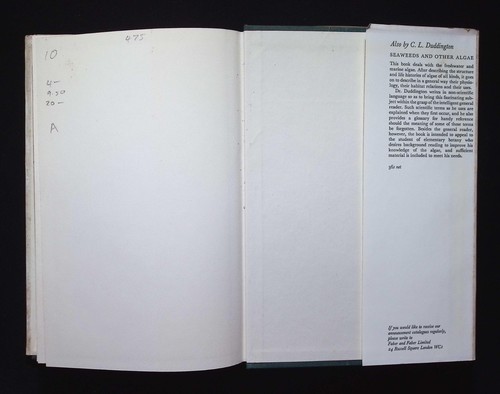 475
10
4-
9.20
20-
A
Also by C. L. Duddington
SEAWEEDS AND OTHER ALGAE
This book deals with the freshwater and
marine algae. After describing the structure
and life histories of algae of all kinds, it goes
on to describe in a general way their physio-
logy, their habitat relations and their uses.
Dr. Duddington writes in non-scientific
language so as to bring this fascinating sub-
ject within the grasp of the intelligent general
reader. Such scientific terms as he uses are
explained when they first occur, and he also
provides a glossary for handy reference
should the meaning of some of these terms
be forgotten. Besides the general reader,
however, the book is intended to appeal to
the student of elementary botany who
desires background reading to improve his
knowledge of the algae, and sufficient
material is included to meet his needs.
net
If you would like to receive our
announcement catalogues regularly,
please write to
Faber and Faber Limited
24 Russell Square London WC1